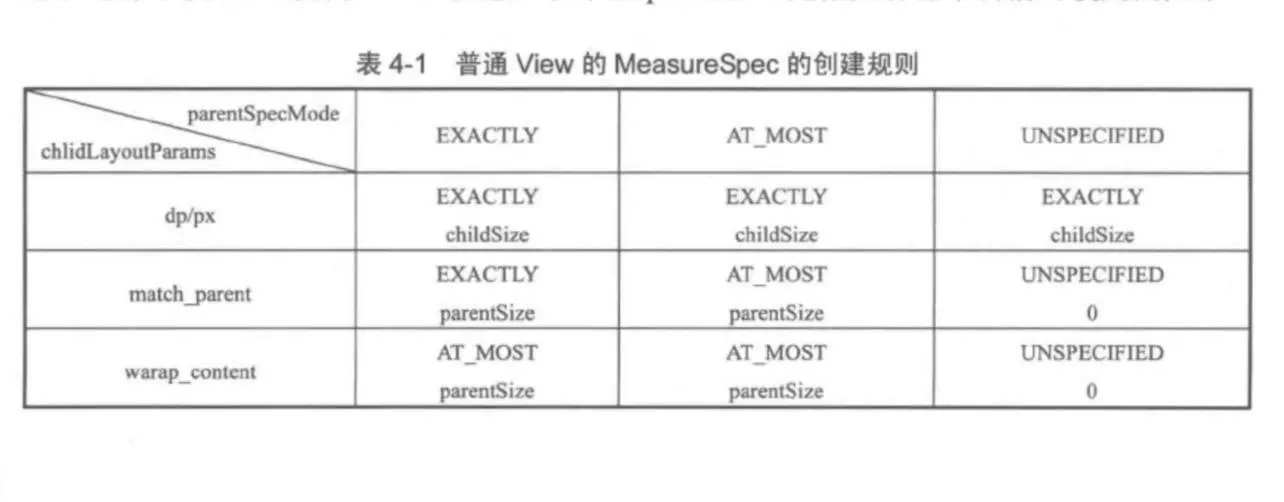 表 4-1 普通 View 的 MeasureSpec 的创建规则
parentSpecMode
chlidLayoutParams
EXACTLY
AT_MOST
UNSPECIFIED
dp/px
EXACTLY
childSize
EXACTLY
childSize
EXACTLY
childSize
match_parent
EXACTLY
parentSize
AT_MOST
parentSize
UNSPECIFIED
0
warap_content
AT_MOST
parentSize
AT_MOST
parentSize
UNSPECIFIED
0